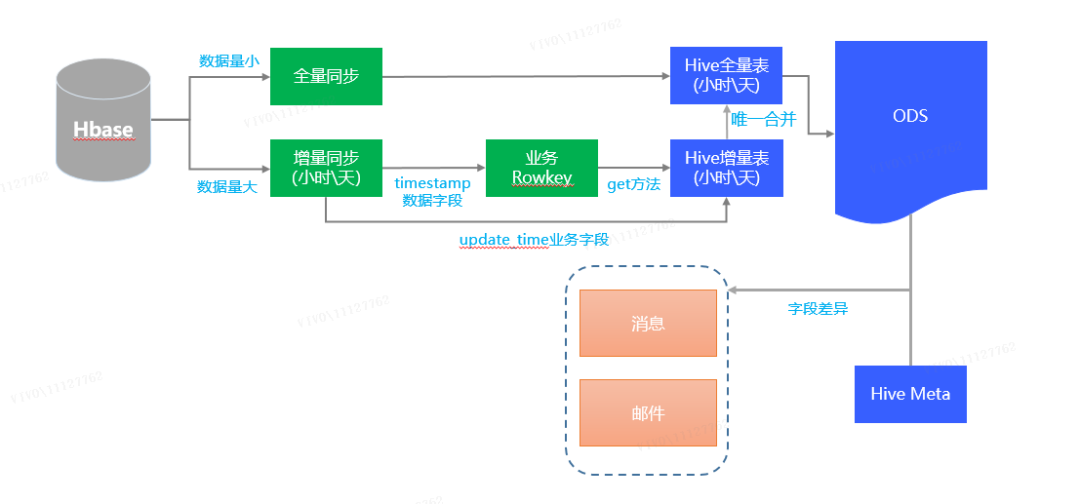 vivo\11127762
数据量小
全量同步
Hive全量表
(小时\天)
ODS
Hbase
唯一合并
数据量大
增量同步
(小时\天)
timestamp
数据字段
业务
Rowkey
get方法
Hive增量表
(小时\天)
update_time业务字段
消息
字段差异
邮件
Hive Meta